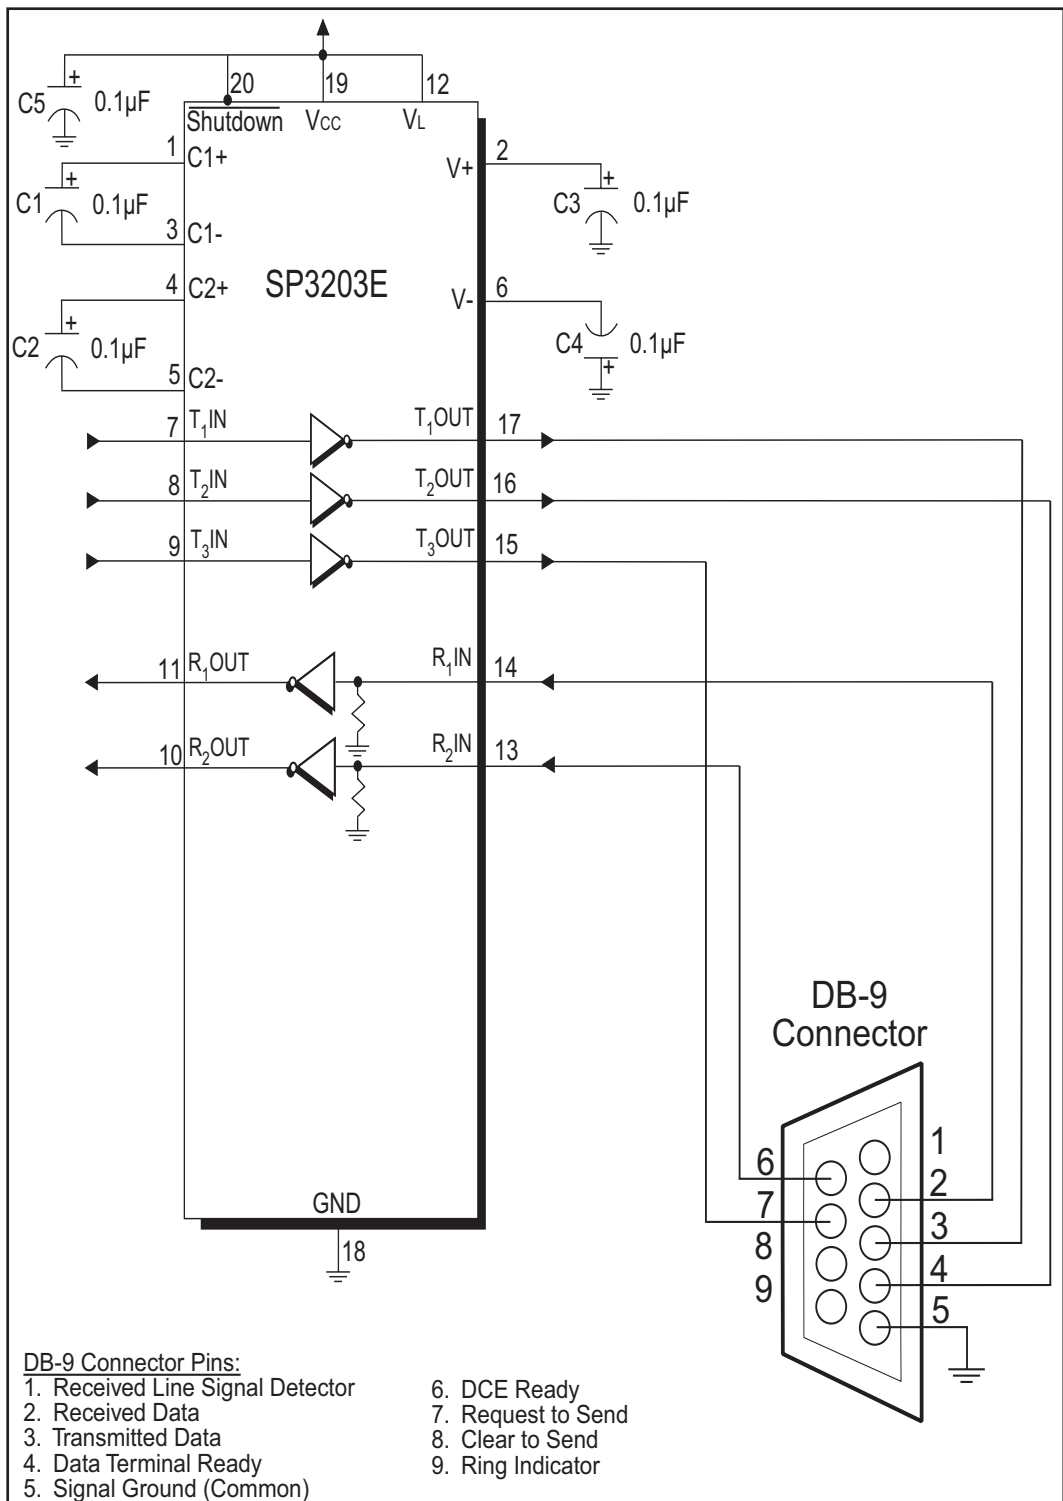 20 19 12
C5 + 0.1µF
Shutdown VCC VL
1 C1+
V+ 2
C1 + 0.1µF
C3 + 0.1µF
3 C1-
4 C2+
SP3203E
V- 6
C2 + 0.1µF
C4 0.1µF
+
5 C2-
7 T1IN T1OUT 17
8 T2IN T2OUT 16
9 T3IN T3OUT 15
11 R1OUT R1IN 14
10 R2OUT R2IN 13
DB-9
Connector
1
6
2
7
3
8
4
9
5
GND
18
DB-9 Connector Pins:
1. Received Line Signal Detector
2. Received Data
3. Transmitted Data
4. Data Terminal Ready
5. Signal Ground (Common)
6. DCE Ready
7. Request to Send
8. Clear to Send
9. Ring Indicator